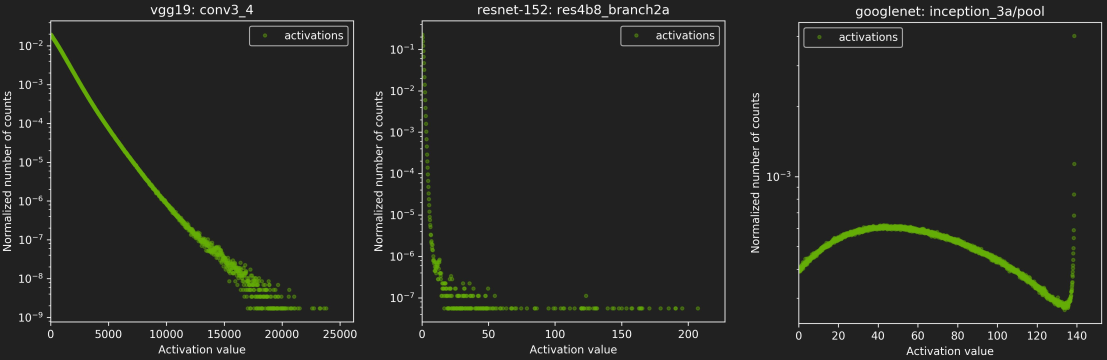 vgg19: conv3_4
activations
Normalized number of counts
10⁻²
10⁻³
10⁻⁴
10⁻⁵
10⁻⁶
10⁻⁷
10⁻⁸
10⁻⁹
0 5000 10000 15000 20000 25000
Activation value
resnet-152: res4b8_branch2a
activations
Normalized number of counts
10⁻¹
10⁻²
10⁻³
10⁻⁴
10⁻⁵
10⁻⁶
10⁻⁷
0 50 100 150 200
Activation value
googlenet: inception_3a/pool
activations
Normalized number of counts
10⁻³
0 20 40 60 80 100 120 140
Activation value